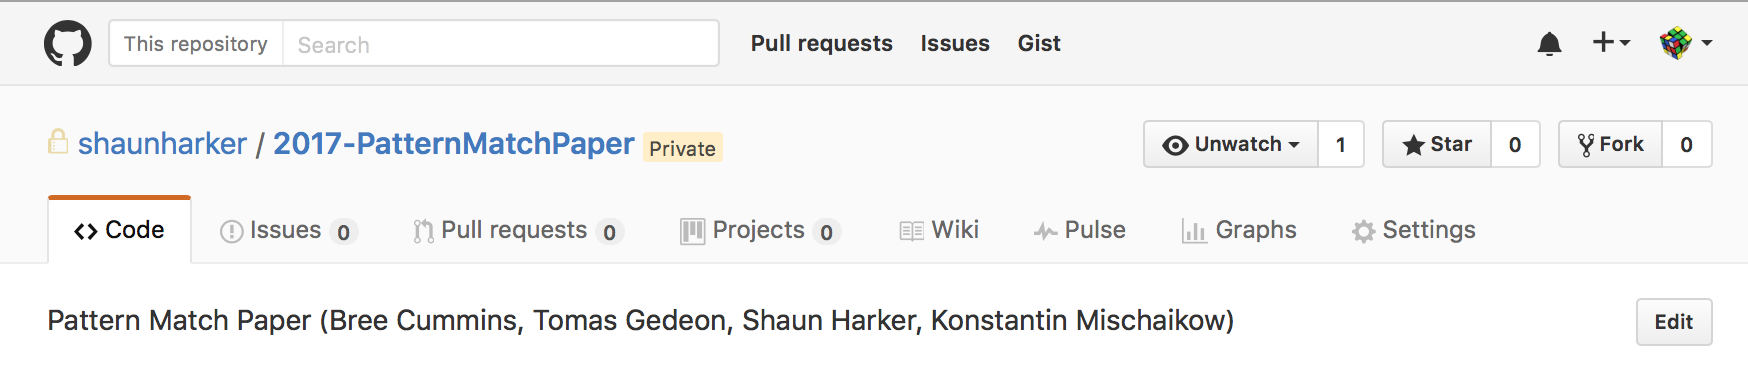 This repository Search Pull requests Issues Gist
shaunharker / 2017-PatternMatchPaper Private Unwatch 1 Star 0 Fork 0
Code Issues 0 Pull requests 0 Projects 0 Wiki Pulse Graphs Settings
Pattern Match Paper (Bree Cummins, Tomas Gedeon, Shaun Harker, Konstantin Mischaikow) Edit